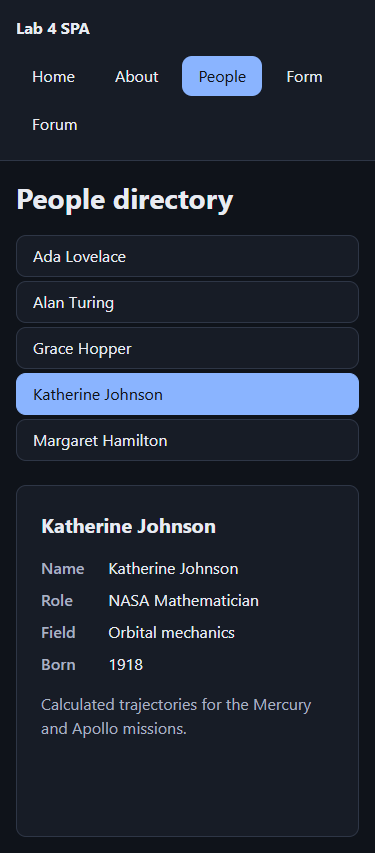 Lab 4 SPA
Home About People Form
Forum
People directory
Ada Lovelace
Alan Turing
Grace Hopper
Katherine Johnson
Margaret Hamilton
Katherine Johnson
Name Katherine Johnson
Role NASA Mathematician
Field Orbital mechanics
Born 1918
Calculated trajectories for the Mercury
and Apollo missions.